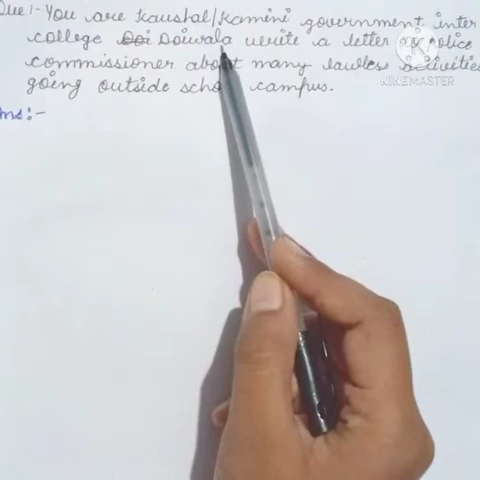 Que:- You are Kaushal/Kamini government inter
college Doiwala write a letter police
commissioner about many lawless activities
going outside school campus.
Ans:-
KINEMASTER